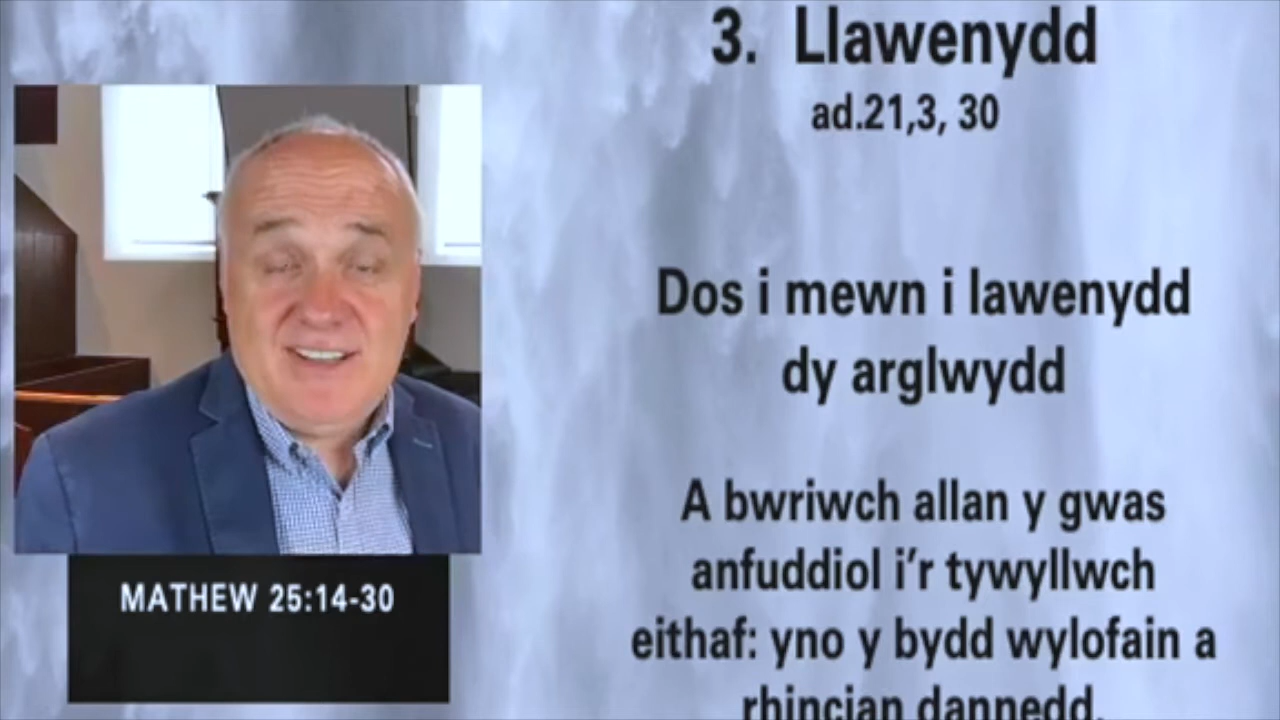 3. Llawenydd
ad.21,3, 30
Dos i mewn i lawenydd
dy arglwydd
A bwriwch allan y gwas
anfuddiol i'r tywyllwch
eithaf: yno y bydd wylofain a
rhincian dannedd.
MATHEW 25:14-30